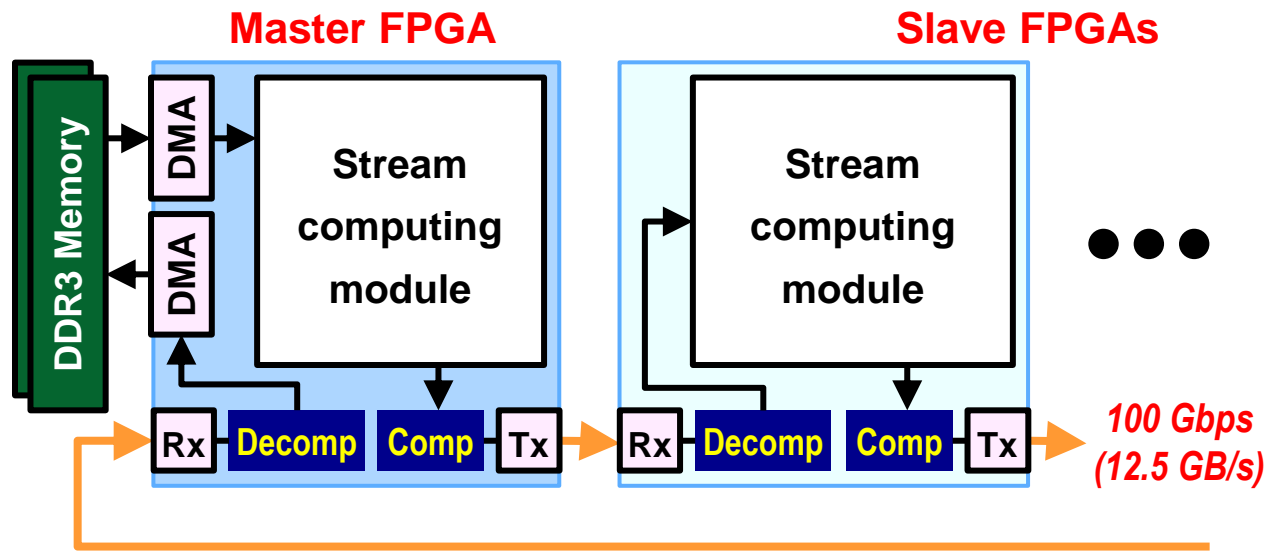 Master FPGA
Slave FPGAs
DDR3 Memory
DMA
DMA
Stream
computing
module
Stream
computing
module
Rx
Decomp
Comp
Tx
Rx
Decomp
Comp
Tx
100 Gbps
(12.5 GB/s)